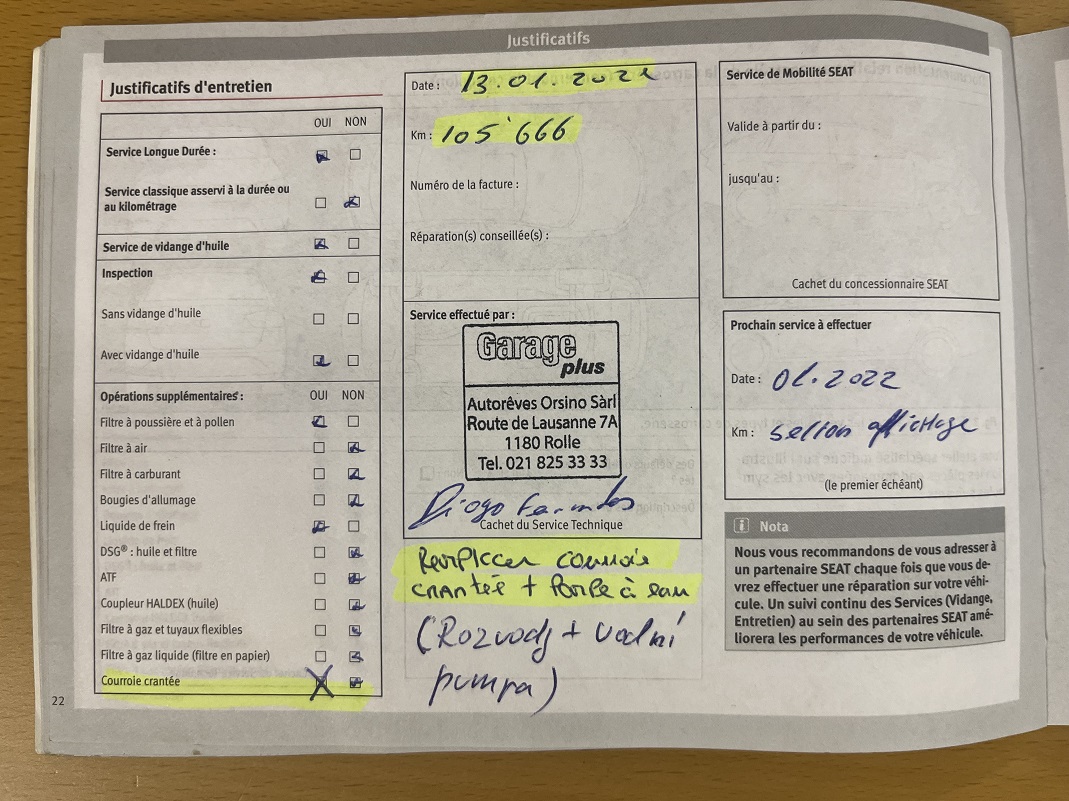 Justificatifs
Justificatifs d'entretien
OUI NON
Service Longue Durée :
Service classique asservi à la durée ou
au kilométrage
Service de vidange d'huile
Inspection
Sans vidange d'huile
Avec vidange d'huile
Opérations supplémentaires : OUI NON
Filtre à poussière et à pollen
Filtre à air
Filtre à carburant
Bougies d'allumage
Liquide de frein
DSG® : huile et filtre
ATF
Coupleur HALDEX (huile)
Filtre à gaz et tuyaux flexibles
Filtre à gaz liquide (filtre en papier)
Courroie crantée
22
Date : 13.01.2021
Km : 105'666
Numéro de la facture :
Réparation(s) conseillée(s) :
Service effectué par :
Garage
plus
Autorêves Orsino Sàrl
Route de Lausanne 7A
1180 Rolle
Tel. 021 825 33 33
Diogo
Cachet du Service Technique
courroie
crantée + Pompe à eau
(Rozvody + vodní
pumpa)
Service de Mobilité SEAT
Valide à partir du :
jusqu'au :
Cachet du concessionnaire SEAT
Prochain service à effectuer
Date : 01.2022
Km : sellon affichage
(le premier échéant)
i Nota
Nous vous recommandons de vous adresser à
un partenaire SEAT chaque fois que vous de-
vrez effectuer une réparation sur votre véhi-
cule. Un suivi continu des Services (Vidange,
Entretien) au sein des partenaires SEAT amé-
liorera les performances de votre véhicule.